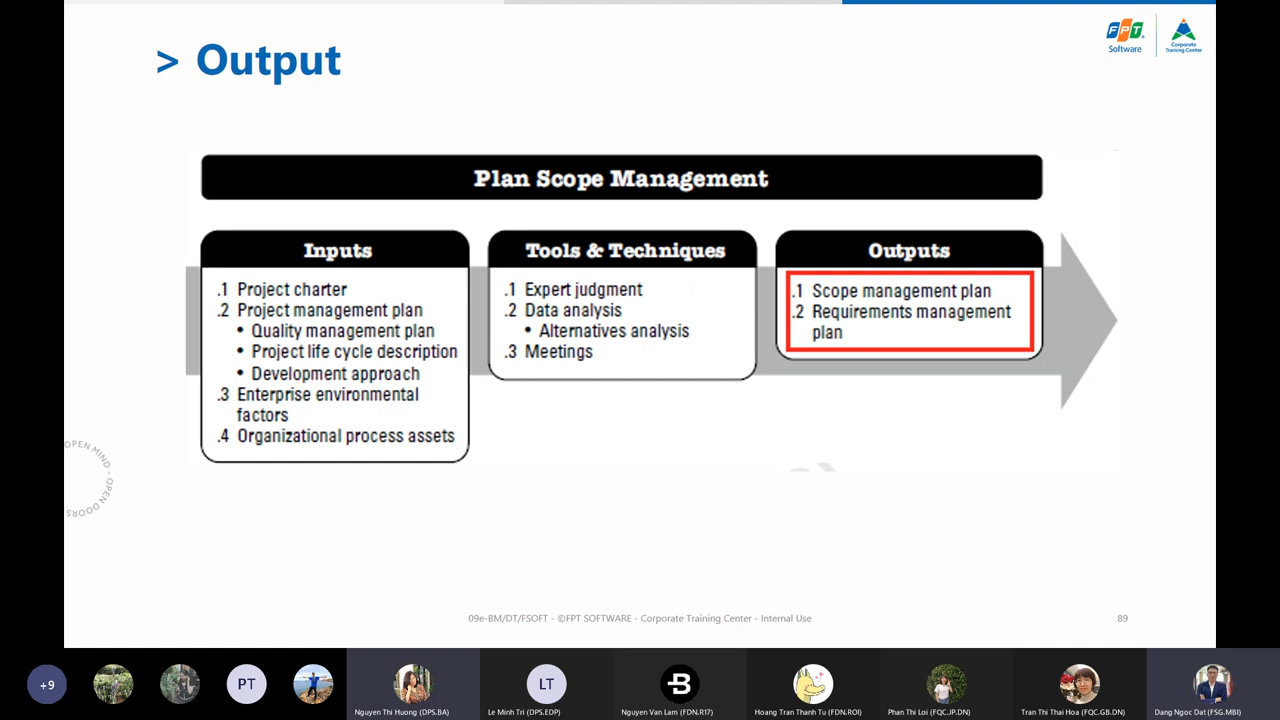 > Output
FPT
Software
Corporate
Training Center
Plan Scope Management
Inputs
.1 Project charter
.2 Project management plan
• Quality management plan
• Project life cycle description
• Development approach
.3 Enterprise environmental
factors
.4 Organizational process assets
Tools & Techniques
.1 Expert judgment
.2 Data analysis
• Alternatives analysis
.3 Meetings
Outputs
.1 Scope management plan
.2 Requirements management
plan
OPEN MIND - OPEN DOORS
09e-BM/DT/FSOFT - ©FPT SOFTWARE - Corporate Training Center - Internal Use
89
+9
PT
Nguyen Thi Huong (DPS.BA)
LT
Le Minh Tri (DPS.EDP)
B
Nguyen Van Lam (FDN.R17)
Hoang Tran Thanh Tu (FDN.ROI)
Phan Thi Loi (FQC.JP.DN)
Tran Thi Thai Hoa (FQC.GB.DN)
Dang Ngoc Dat (FSG.MBI)